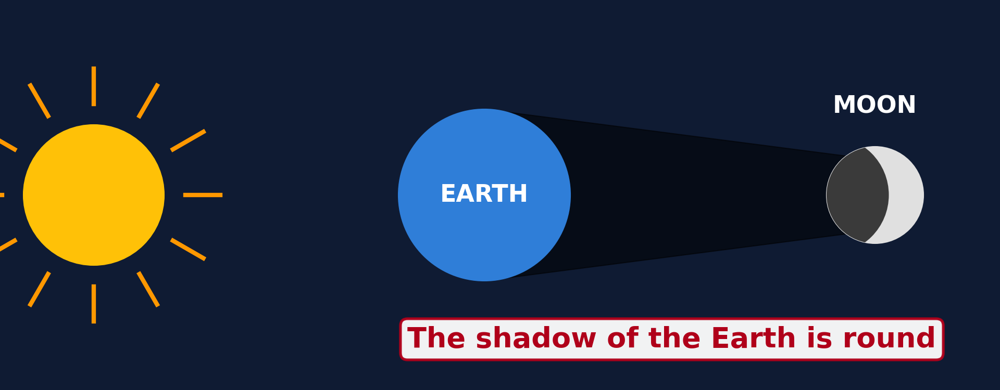 MOON
EARTH
The shadow of the Earth is round